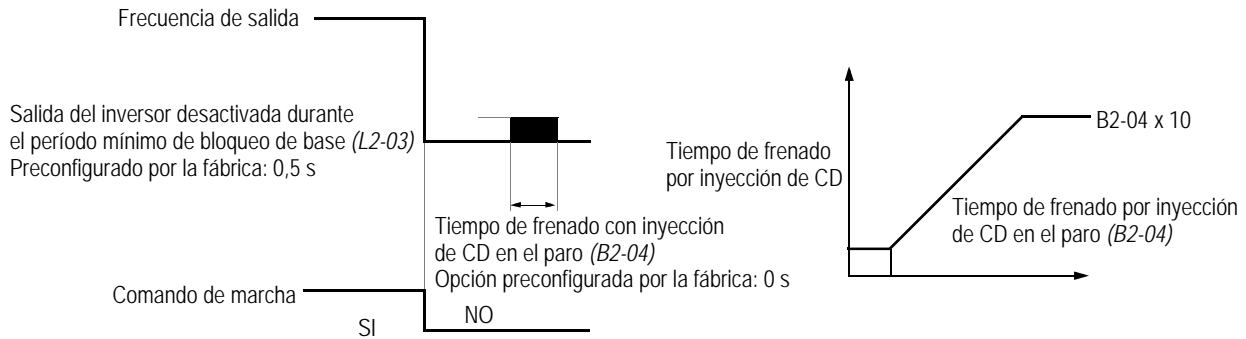 Frecuencia de salida
Salida del inversor desactivada durante
el período mínimo de bloqueo de base (L2-03)
Preconfigurado por la fábrica: 0,5 s
Tiempo de frenado con inyección
de CD en el paro (B2-04)
Opción preconfigurada por la fábrica: 0 s
Comando de marcha
SI
NO
Tiempo de frenado
por inyección de CD
B2-04 x 10
Tiempo de frenado por inyección
de CD en el paro (B2-04)